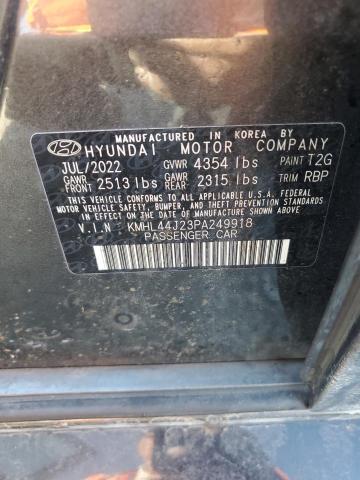 MANUFACTURED IN KOREA BY
HYUNDAI MOTOR COMPANY
JUL/2022 GVWR 4354 lbs PAINT T2G
GAWR FRONT 2513 lbs GAWR REAR 2315 lbs TRIM RBP
THIS VEHICLE CONFORMS TO ALL APPLICABLE U.S.A. FEDERAL
MOTOR VEHICLE SAFETY, BUMPER, AND THEFT PREVENTION STANDARDS
IN EFFECT ON THE DATE OF MANUFACTURE SHOWN ABOVE.
V.I.N KMHL44J23PA249918
PASSENGER CAR